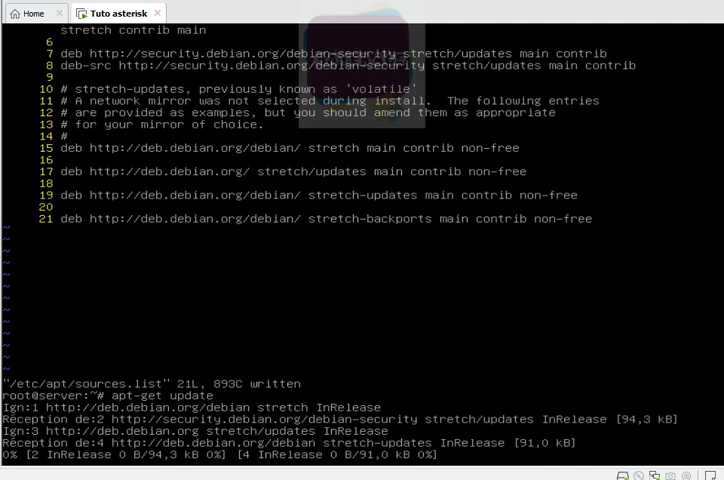 Home
Tuto asterisk
stretch contrib main
6
7 deb http://security.debian.org/debian-security stretch/updates main contrib
8 deb-src http://security.debian.org/debian-security stretch/updates main contrib
9
10 # stretch-updates, previously known as 'volatile'
11 # A network mirror was not selected during install.  The following entries
12 # are provided as examples, but you should amend them as appropriate
13 # for your mirror of choice.
14 #
15 deb http://deb.debian.org/debian/ stretch main contrib non-free
16
17 deb http://deb.debian.org/ stretch/updates main contrib non-free
18
19 deb http://deb.debian.org/debian/ stretch-updates main contrib non-free
20
21 deb http://deb.debian.org/debian/ stretch-backports main contrib non-free
~
~
~
~
~
~
~
~
~
~
~
~
~
"/etc/apt/sources.list" 21L, 893C written
root@server:~# apt-get update
Ign:1 http://deb.debian.org/debian stretch InRelease
Réception de:2 http://security.debian.org/debian-security stretch/updates InRelease [94,3 kB]
Ign:3 http://deb.debian.org stretch/updates InRelease
Réception de:4 http://deb.debian.org/debian stretch-updates InRelease [91,0 kB]
0% [2 InRelease 0 B/94,3 kB 0%] [4 InRelease 0 B/91,0 kB 0%]